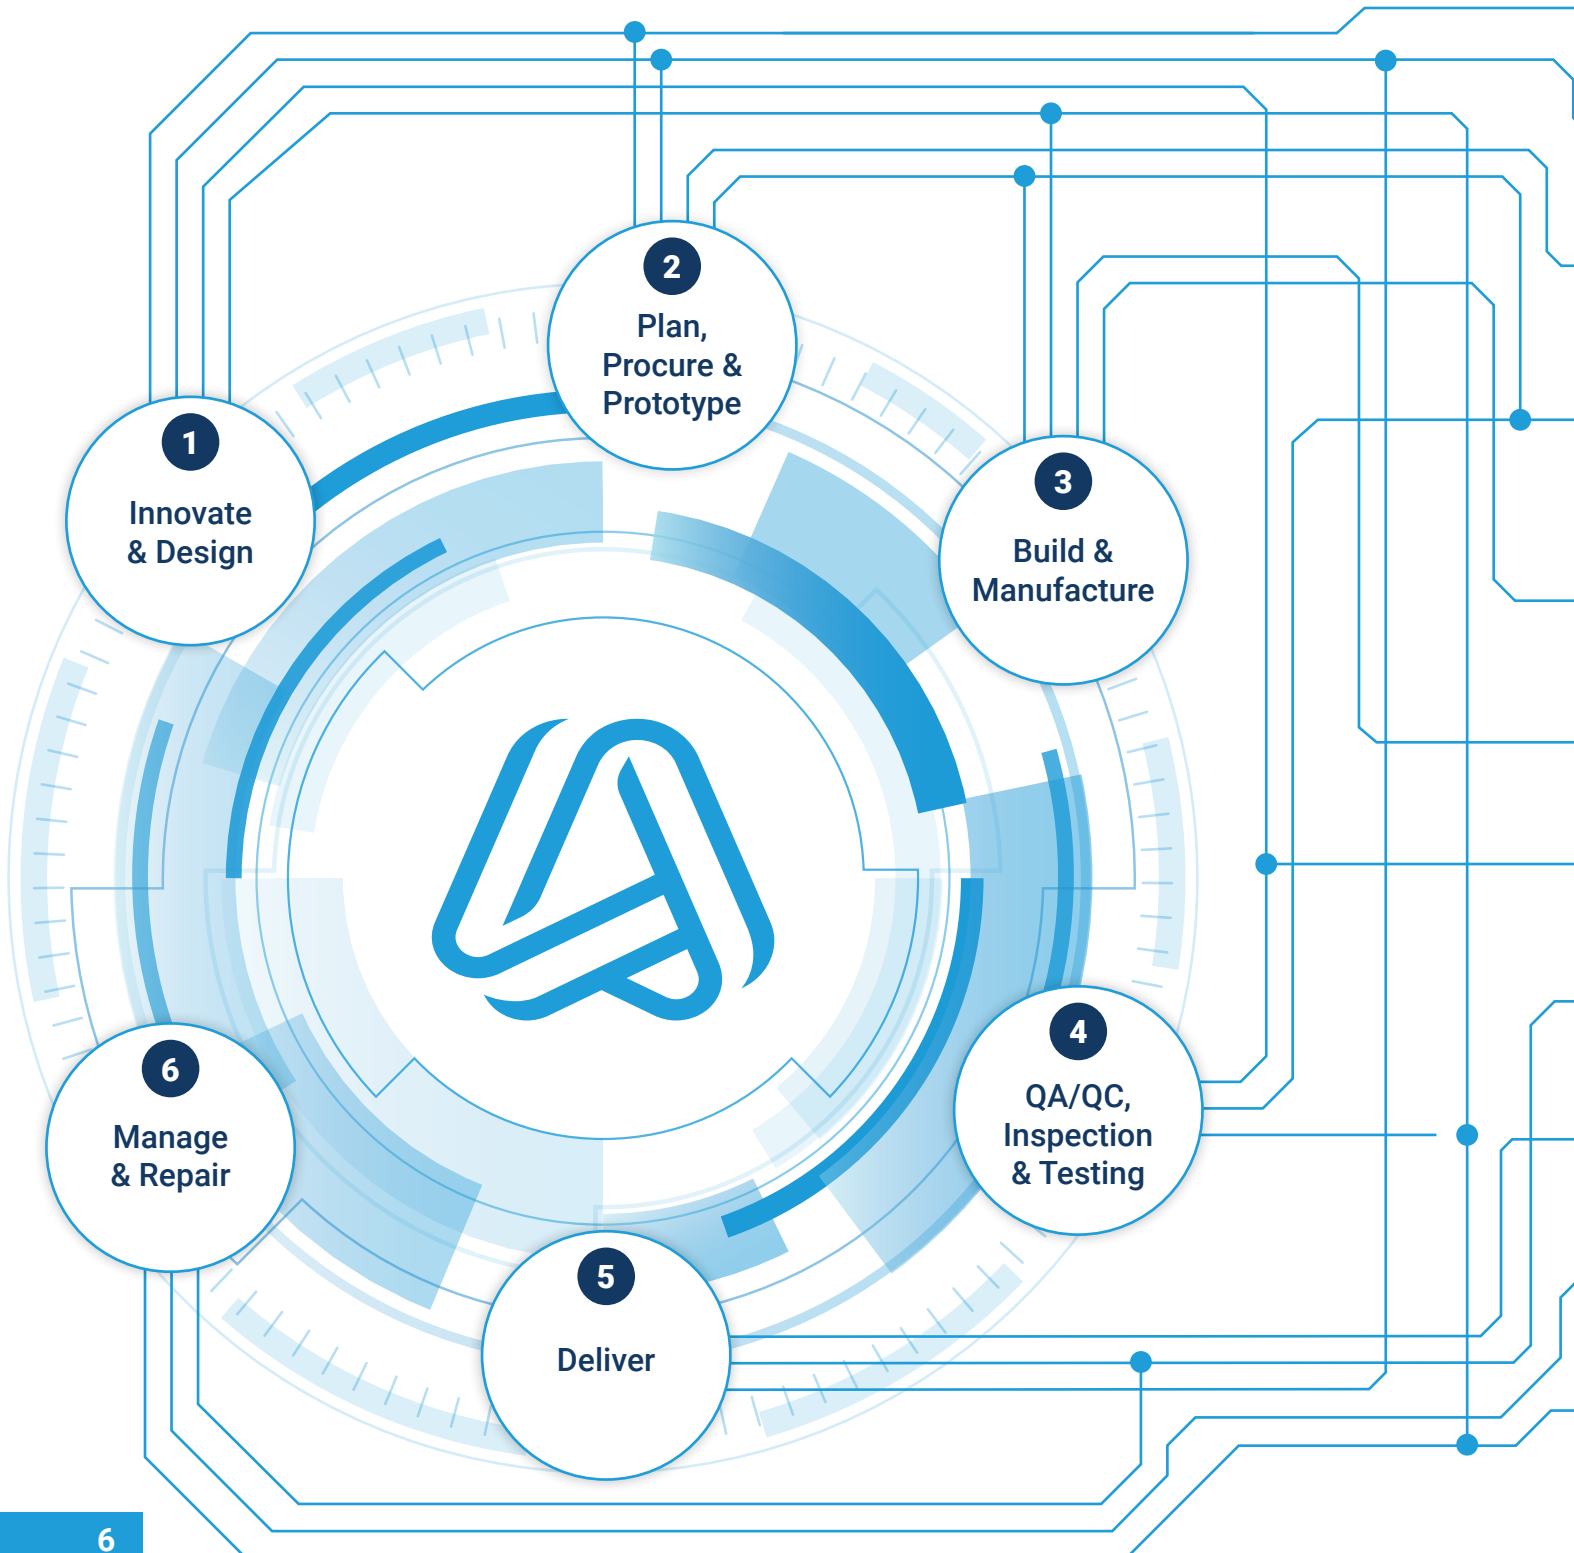 1
Innovate
& Design
2
Plan,
Procure &
Prototype
3
Build &
Manufacture
4
QA/QC,
Inspection
& Testing
5
Deliver
6
Manage
& Repair
6